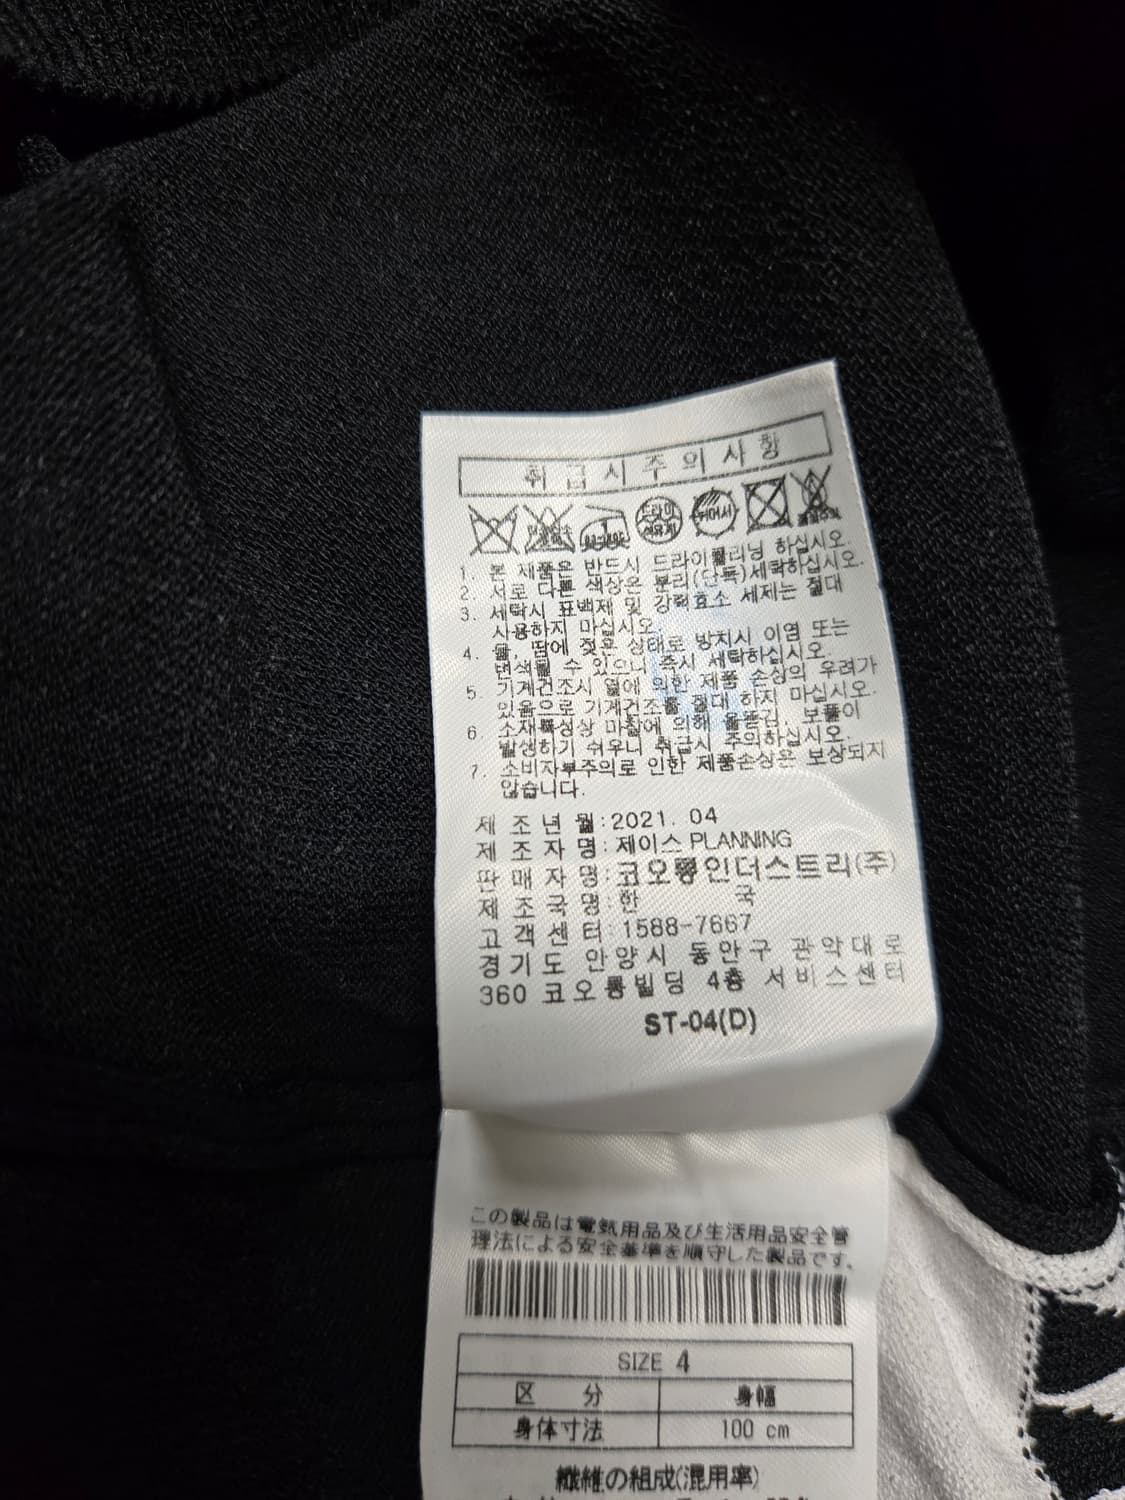 취급시주의사항
드라이
석유계
1. 본 제품은 반드시 드라이클리닝 하십시오.
2. 서로 다른 색상은 분리(단독)세탁하십시오.
3. 세탁시 표백제 및 강력효소 세제는 절대
사용하지 마십시오.
4. 물, 땀에 젖은 상태로 방치시 이염 또는
변색될 수 있으니 즉시 세탁하십시오.
5. 기계건조시 열에 의한 제품 손상의 우려가
있음으로 기계건조를 절대 하지 마십시오.
6. 소재특성상 마찰에 의해 올뜯김, 보풀이
발생하기 쉬우니 취급시 주의하십시오.
7. 소비자부주의로 인한 제품손상은 보상되지
않습니다.
제 조 년 월:2021. 04
제 조 자 명:제이스 PLANNING
판 매 자 명:코오롱인더스트리(주)
제 조 국 명:한 국
고 객 센 터:1588-7667
경기도 안양시 동안구 관악대로
360 코오롱빌딩 4층 서비스센터
ST-04(D)
この製品は電気用品及び生活用品安全管
理法による安全基準を順守した製品です。
SIZE 4
区 分 身幅
身体寸法 100 cm
繊維の組成(混用率)